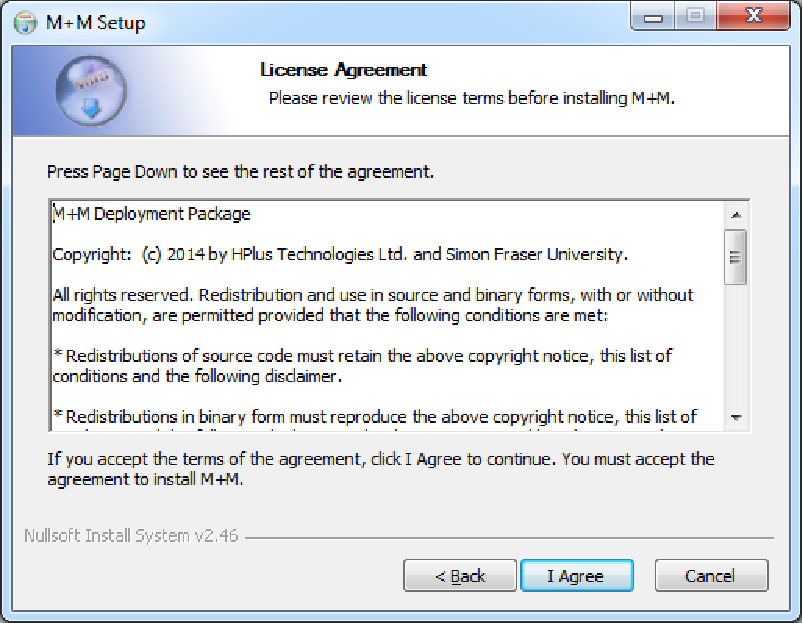 M+M Setup
License Agreement
Please review the license terms before installing M+M.
Press Page Down to see the rest of the agreement.
M+M Deployment Package
Copyright:  (c) 2014 by HPlus Technologies Ltd. and Simon Fraser University.
All rights reserved. Redistribution and use in source and binary forms, with or without
modification, are permitted provided that the following conditions are met:
* Redistributions of source code must retain the above copyright notice, this list of
conditions and the following disclaimer.
* Redistributions in binary form must reproduce the above copyright notice, this list of
If you accept the terms of the agreement, click I Agree to continue. You must accept the
agreement to install M+M.
Nullsoft Install System v2.46
< Back
I Agree
Cancel